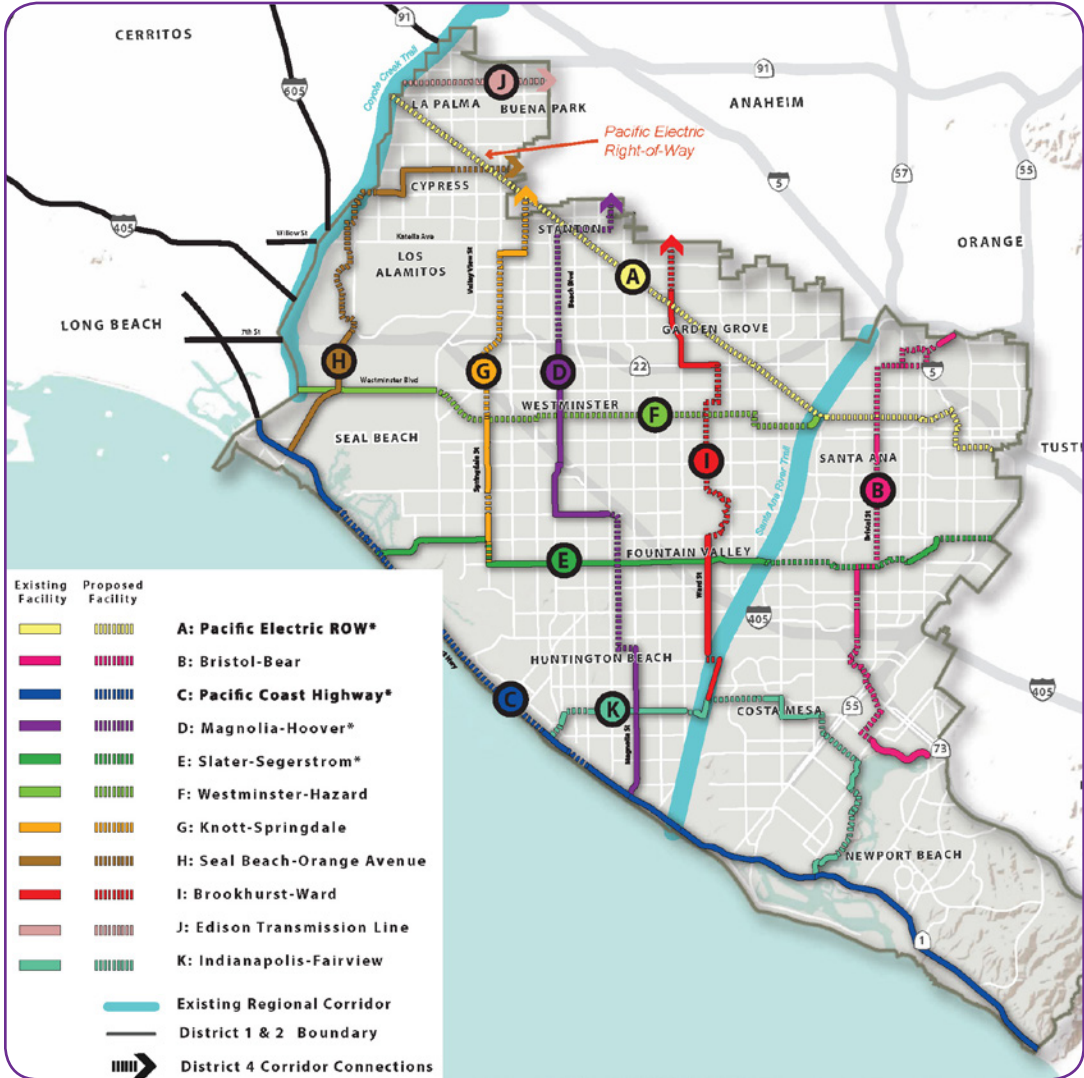 CERRITOS
91
605
Coyote Creek Trail
J
91
LA PALMA
BUENA PARK
ANAHEIM
Pacific Electric
Right-of-Way
CYPRESS
5
57
55
405
Willow St
Katella Ave
STANTON
ORANGE
LOS
ALAMITOS
Valley View St
Beach Blvd
A
LONG BEACH
7th St
GARDEN GROVE
H
G
D
22
5
Westminster Blvd
WESTMINSTER
F
SEAL BEACH
SANTA ANA
TUSTI
Springdale St
I
Santa Ana River Trail
B
Bristol St
FOUNTAIN VALLEY
E
Ward St
405
HUNTINGTON BEACH
405
C
K
COSTA MESA
55
Magnolia St
73
NEWPORT BEACH
1
Existing Proposed
Facility Facility
A: Pacific Electric ROW*
B: Bristol-Bear
C: Pacific Coast Highway*
D: Magnolia-Hoover*
E: Slater-Segerstrom*
F: Westminster-Hazard
G: Knott-Springdale
H: Seal Beach-Orange Avenue
I: Brookhurst-Ward
J: Edison Transmission Line
K: Indianapolis-Fairview
Existing Regional Corridor
District 1 & 2 Boundary
District 4 Corridor Connections